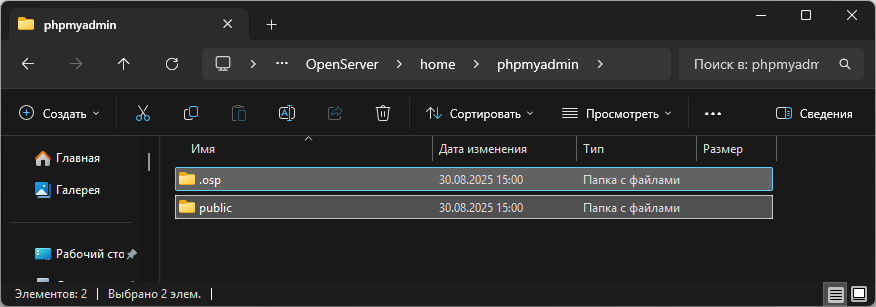 phpmyadmin
OpenServer home phpmyadmin Поиск в: phpmyadm
Создать Сортировать Просмотреть Сведения
Имя Дата изменения Тип Размер
Главная
.osp 30.08.2025 15:00 Папка с файлами
Галерея
public 30.08.2025 15:00 Папка с файлами
Рабочий сто
Элементов: 2 Выбрано 2 элем.